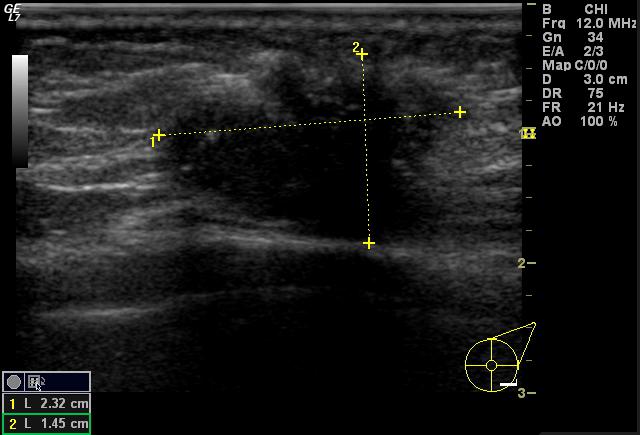 GE
L7
B CHI
Frq 12.0 MHz
Gn 34
E/A 2/3
Map C/0/0
D 3.0 cm
DR 75
FR 21 Hz
AO 100 %
2
1
2
3
1 L 2.32 cm
2 L 1.45 cm